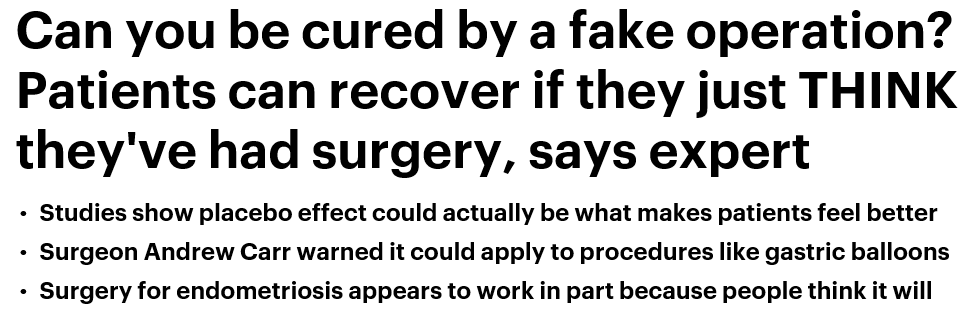 Can you be cured by a fake operation?
Patients can recover if they just THINK
they've had surgery, says expert
• Studies show placebo effect could actually be what makes patients feel better
• Surgeon Andrew Carr warned it could apply to procedures like gastric balloons
• Surgery for endometriosis appears to work in part because people think it will